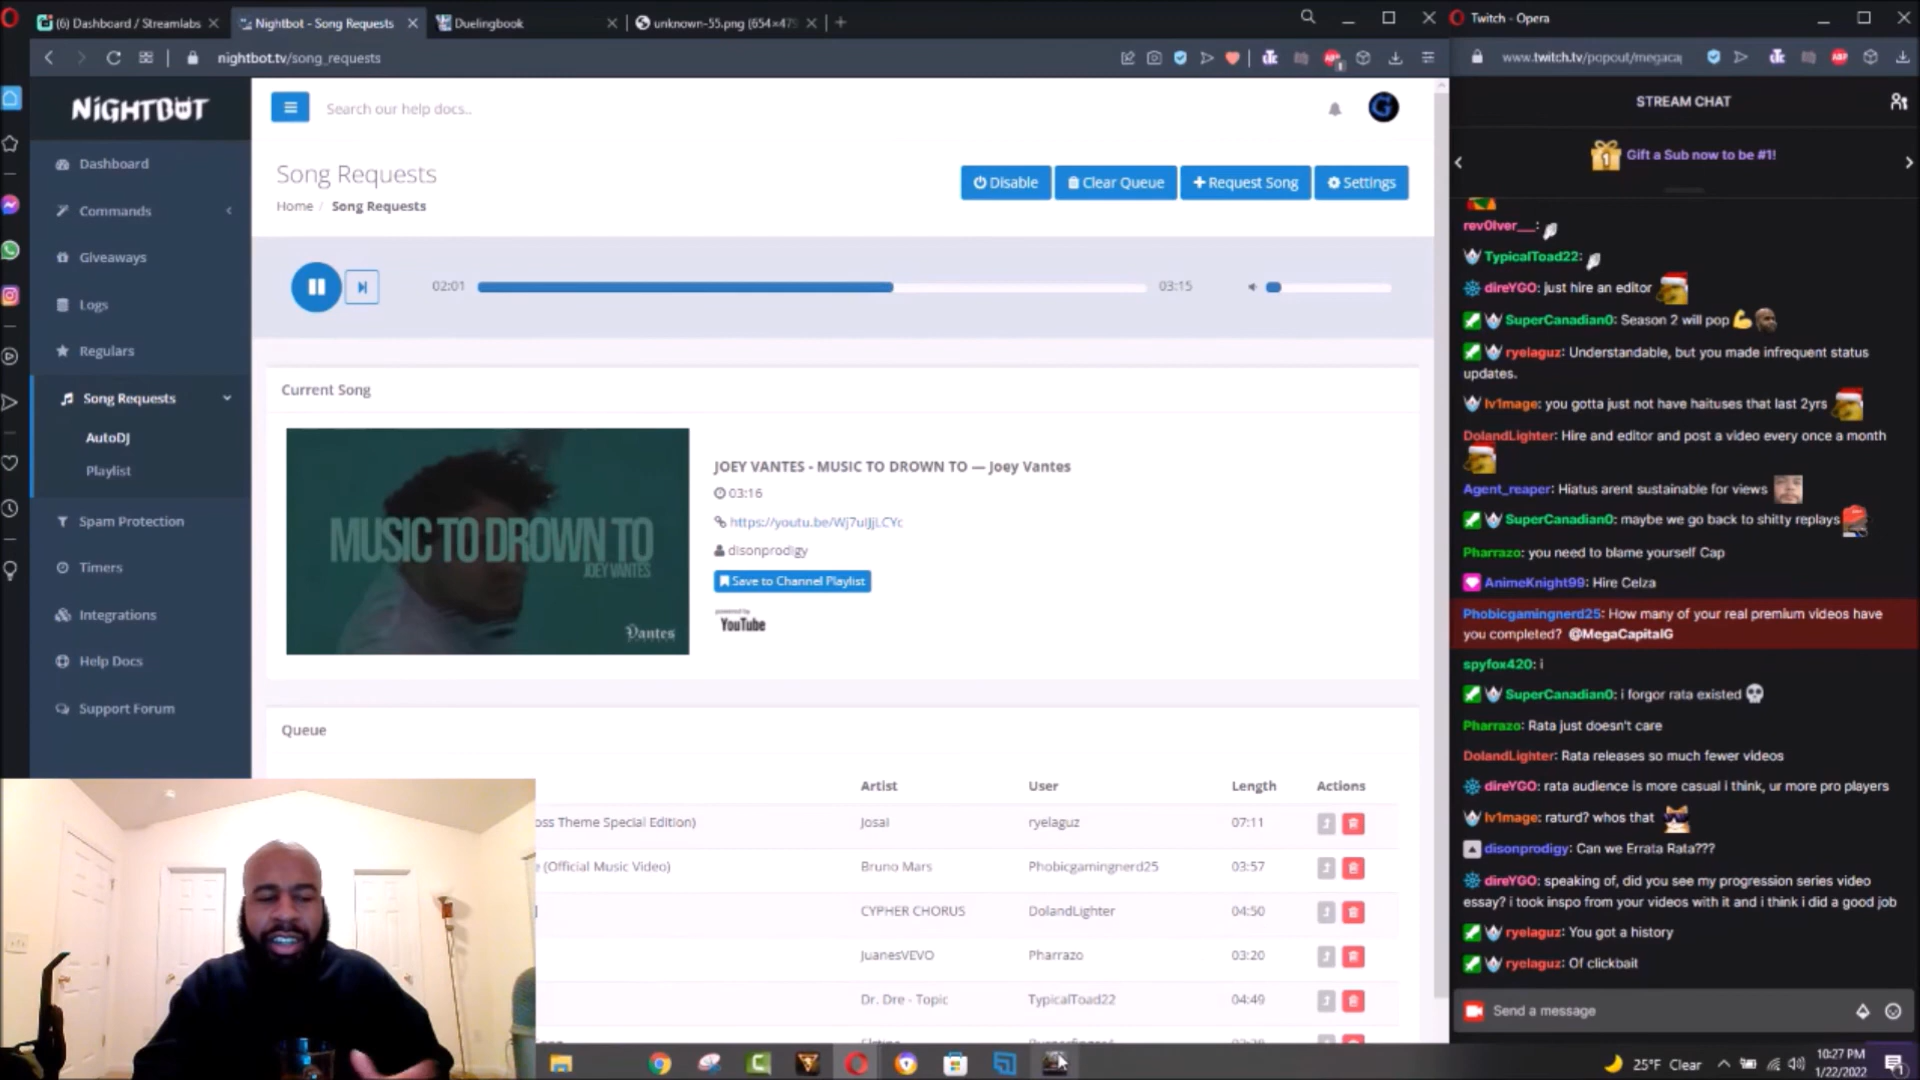 (6) Dashboard / Streamlabs
Nightbot - Song Requests
Duelingbook
unknown-55.png (654×479
Twitch - Opera
nightbot.tv/song_requests
www.twitch.tv/popout/megacap
NIGHTBOT
Search our help docs..
Dashboard
Commands
Giveaways
Logs
Regulars
Song Requests
AutoDJ
Playlist
Spam Protection
Timers
Integrations
Help Docs
Support Forum
Song Requests
Home / Song Requests
Disable
Clear Queue
Request Song
Settings
02:01
03:15
Current Song
MUSIC TO DROWN TO
JOEY VANTES
Vantes
JOEY VANTES - MUSIC TO DROWN TO — Joey Vantes
03:16
disonprodigy
Save to Channel Playlist
powered by
YouTube
Queue
Artist User Length Actions
oss Theme Special Edition) Josal ryelaguz 07:11
(Official Music Video) Bruno Mars Phobicgamingnerd25 03:57
CYPHER CHORUS DolandLighter 04:50
JuanesVEVO Pharrazo 03:20
Dr. Dre - Topic TypicalToad22 04:49
STREAM CHAT
Gift a Sub now to be #1!
rev0lver___:
TypicalToad22:
direYGO: just hire an editor
SuperCanadian0: Season 2 will pop
ryelaguz: Understandable, but you made infrequent status
updates.
lv1mage: you gotta just not have haituses that last 2yrs
DolandLighter: Hire and editor and post a video every once a month
Agent_reaper: Hiatus arent sustainable for views
SuperCanadian0: maybe we go back to shitty replays
Pharrazo: you need to blame yourself Cap
AnimeKnight99: Hire Celza
Phobicgamingnerd25: How many of your real premium videos have
you completed? @MegaCapitalG
spyfox420: i
SuperCanadian0: i forgor rata existed
Pharrazo: Rata just doesn't care
DolandLighter: Rata releases so much fewer videos
direYGO: rata audience is more casual i think, ur more pro players
lv1mage: raturd? whos that
disonprodigy: Can we Errata Rata???
direYGO: speaking of, did you see my progression series video
essay? i took inspo from your videos with it and i think i did a good job
ryelaguz: You got a history
ryelaguz: Of clickbait
Send a message
25°F Clear
10:27 PM
1/22/2022